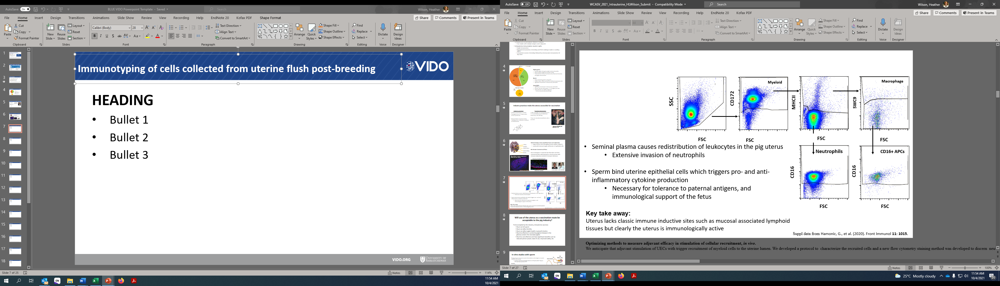 AutoSave On
BLUE VIDO Powerpoint Template - Saved
Search
Wilson, Heather
File Home Insert Design Transitions Animations Slide Show Review View Recording Help EndNote 20 Kofax PDF Shape Format
Share Comments Present in Teams
Paste Cut Copy Format Painter
New Slide Reuse Slides Layout Reset Section
Calibri (Body) 28
Text Direction Align Text Convert to SmartArt
Arrange Quick Styles Shape Fill Shape Outline Shape Effects
Find Replace Select
Dictate Design Ideas
Clipboard Slides Font Paragraph Drawing Editing Voice Designer
1
2
3
4
5
6
7
8
9
10
11
12
13
14
15
16
17
18
Immunotyping of cells collected from uterine flush post-breeding
VIDO
HEADING
• Bullet 1
• Bullet 2
• Bullet 3
VIDO.ORG
UNIVERSITY OF SASKATCHEWAN
Slide 7 of 25
Notes
114%
11:54 AM
10/4/2021
AutoSave Off
WCASV_2021_Intrauterine_HLWilson_Submit - Compatibility Mode
Search
Wilson, Heather
File Home Insert Design Transitions Animations Slide Show Review View Recording Help EndNote 20 Kofax PDF
Share Comments Present in Teams
Paste Cut Copy Format Painter
New Slide Reuse Slides Layout Reset Section
Text Direction Align Text Convert to SmartArt
Arrange Quick Styles Shape Fill Shape Outline Shape Effects
Find Replace Select
Dictate Design Ideas
Clipboard Slides Font Paragraph Drawing Editing Voice Designer
4
5
Industry practices make the uterus accessible for vaccination
6
7
8
Will use of the uterus as a vaccination route be
acceptable to the pig industry?
9
In vitro studies with sperm
SSC
FSC
CD172
Myeloid
FSC
MHCII
FSC
SWC9
Macrophage
FSC
CD16
Neutrophils
FSC
CD16
CD16+ APCs
FSC
• Seminal plasma causes redistribution of leukocytes in the pig uterus
• Extensive invasion of neutrophils
• Sperm bind uterine epithelial cells which triggers pro- and anti-
inflammatory cytokine production
• Necessary for tolerance to paternal antigens, and
immunological support of the fetus
Key take away:
Uterus lacks classic immune inductive sites such as mucosal associated lymphoid
tissues but clearly the uterus is immunologically active
Suppl data from Hamonic, G., et al. (2020). Front Immunol 11: 1015.
Optimizing methods to measure adjuvant efficacy in stimulation of cellular recruitment, in vivo.
We anticipate that adjuvant stimulation of UECs with trigger recruitment of myeloid cells to the uterine lumen. We developed a protocol to characterize the recruited cells and a new flow cytometry staining method was developed to discern neu
Slide 7 of 27
Notes
100%
25°C Mostly cloudy
11:54 AM
10/4/2021
20